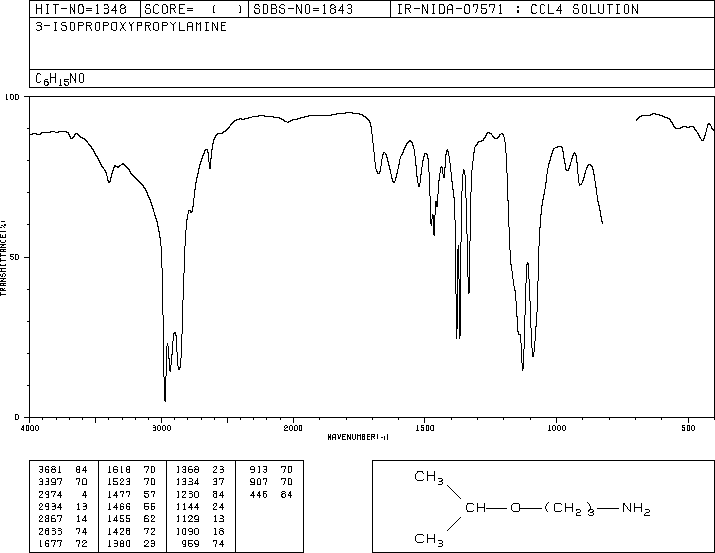 HIT-NO=1348 SCORE= ( ) SDBS-NO=1843 IR-NIDA-07571 : CCL4 SOLUTION
3-ISOPROPOXYPROPYLAMINE
C6H15NO
100
50
0
TRANSMITTANCE(%)
4000 3000 2000 1500 1000 500
WAVENUMBER(-1)
3681 84 1618 70 1368 23 913 70
3397 70 1523 70 1334 37 907 70
2974 4 1477 57 1230 84 446 84
2934 13 1466 55 1144 24
2867 14 1455 62 1129 13
2633 74 1428 72 1090 18
1677 72 1380 23 959 74
CH3
CH—O—(CH2)3—NH2
CH3